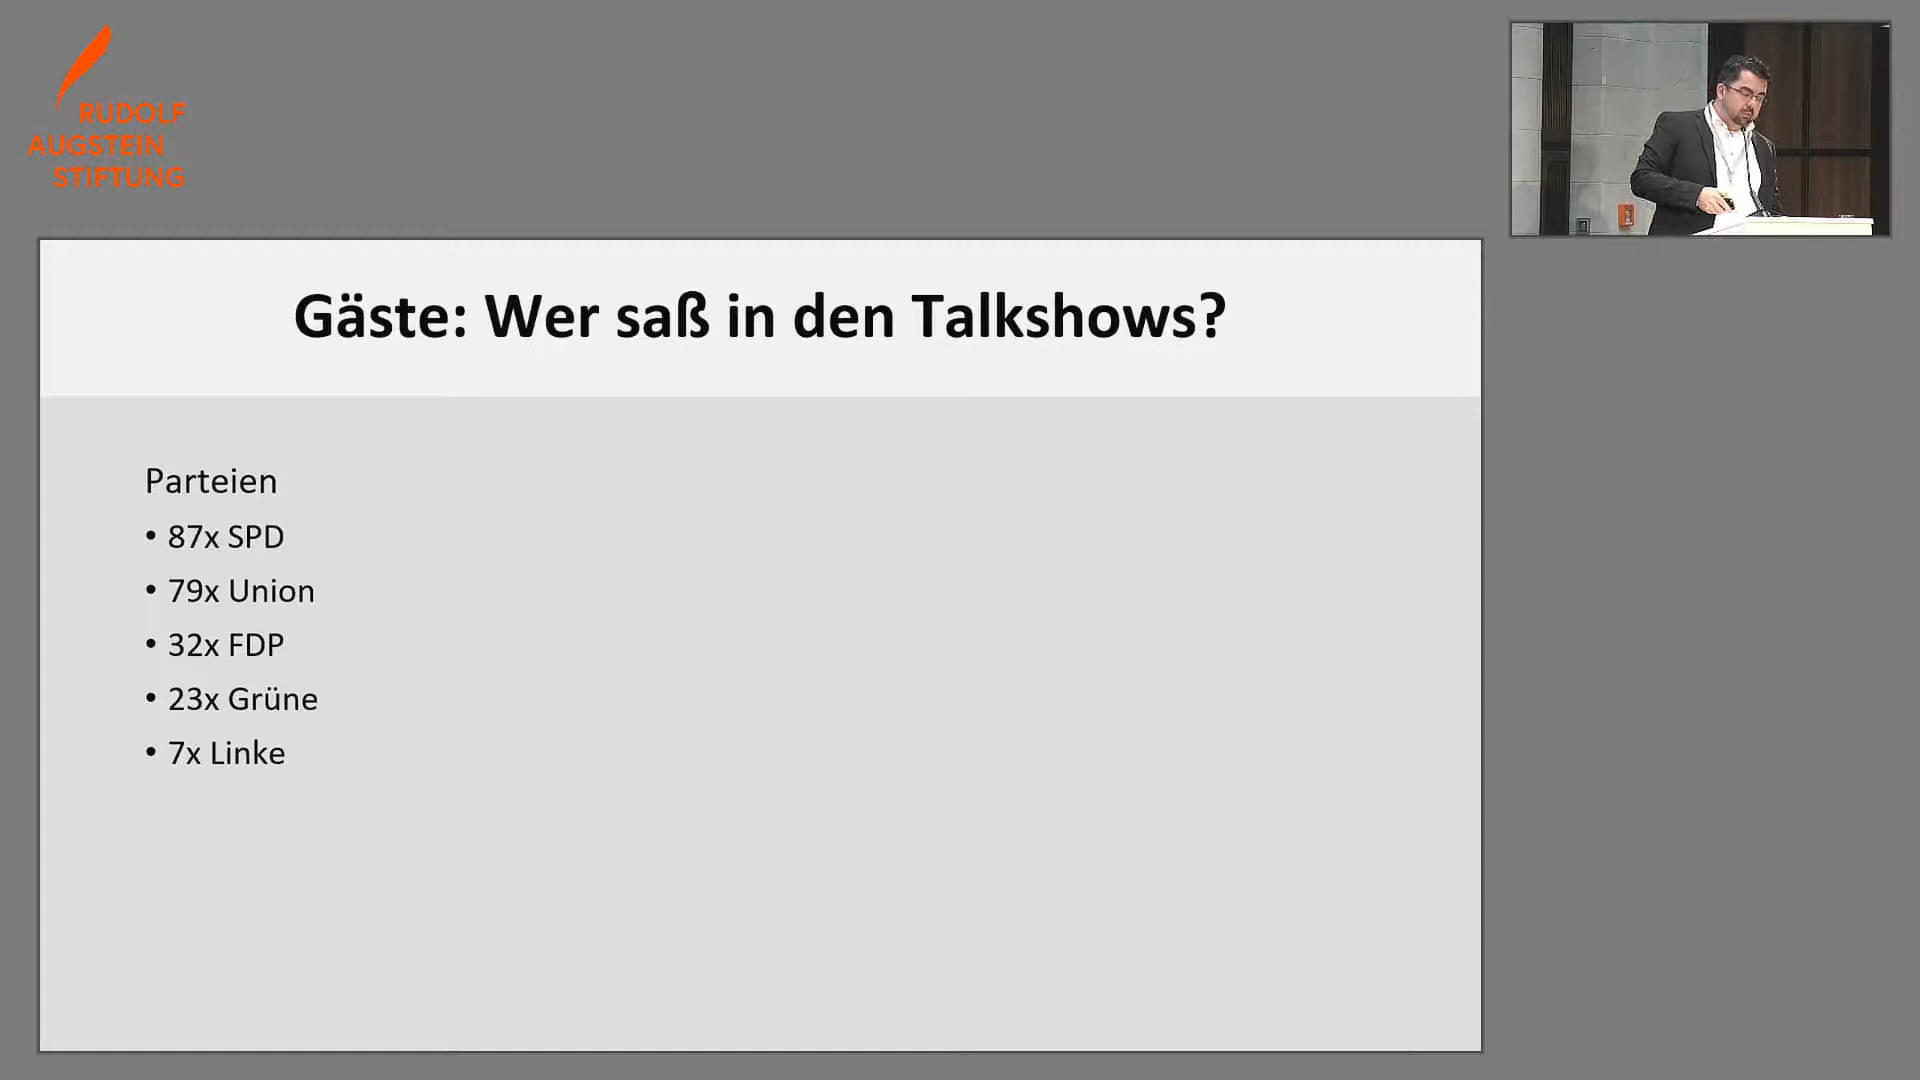 RUDOLF
AUGSTEIN
STIFTUNG
Gäste: Wer saß in den Talkshows?
Parteien
• 87x SPD
• 79x Union
• 32x FDP
• 23x Grüne
• 7x Linke